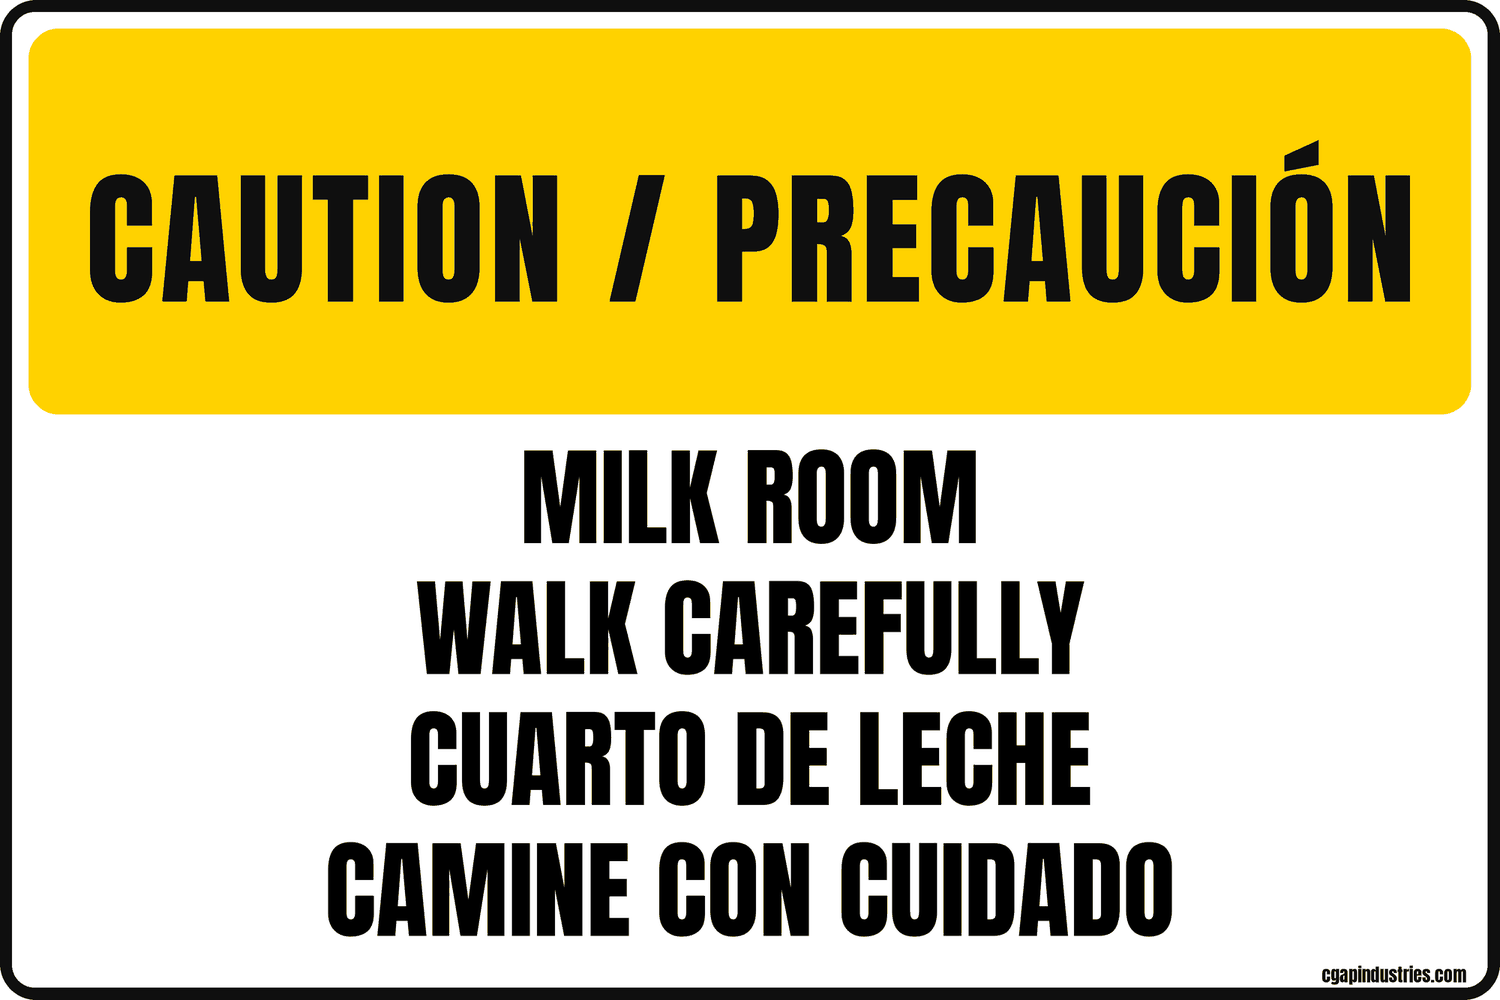 CAUTION / PRECAUCIÓN
MILK ROOM
WALK CAREFULLY
CUARTO DE LECHE
CAMINE CON CUIDADO
cgapindustries.com